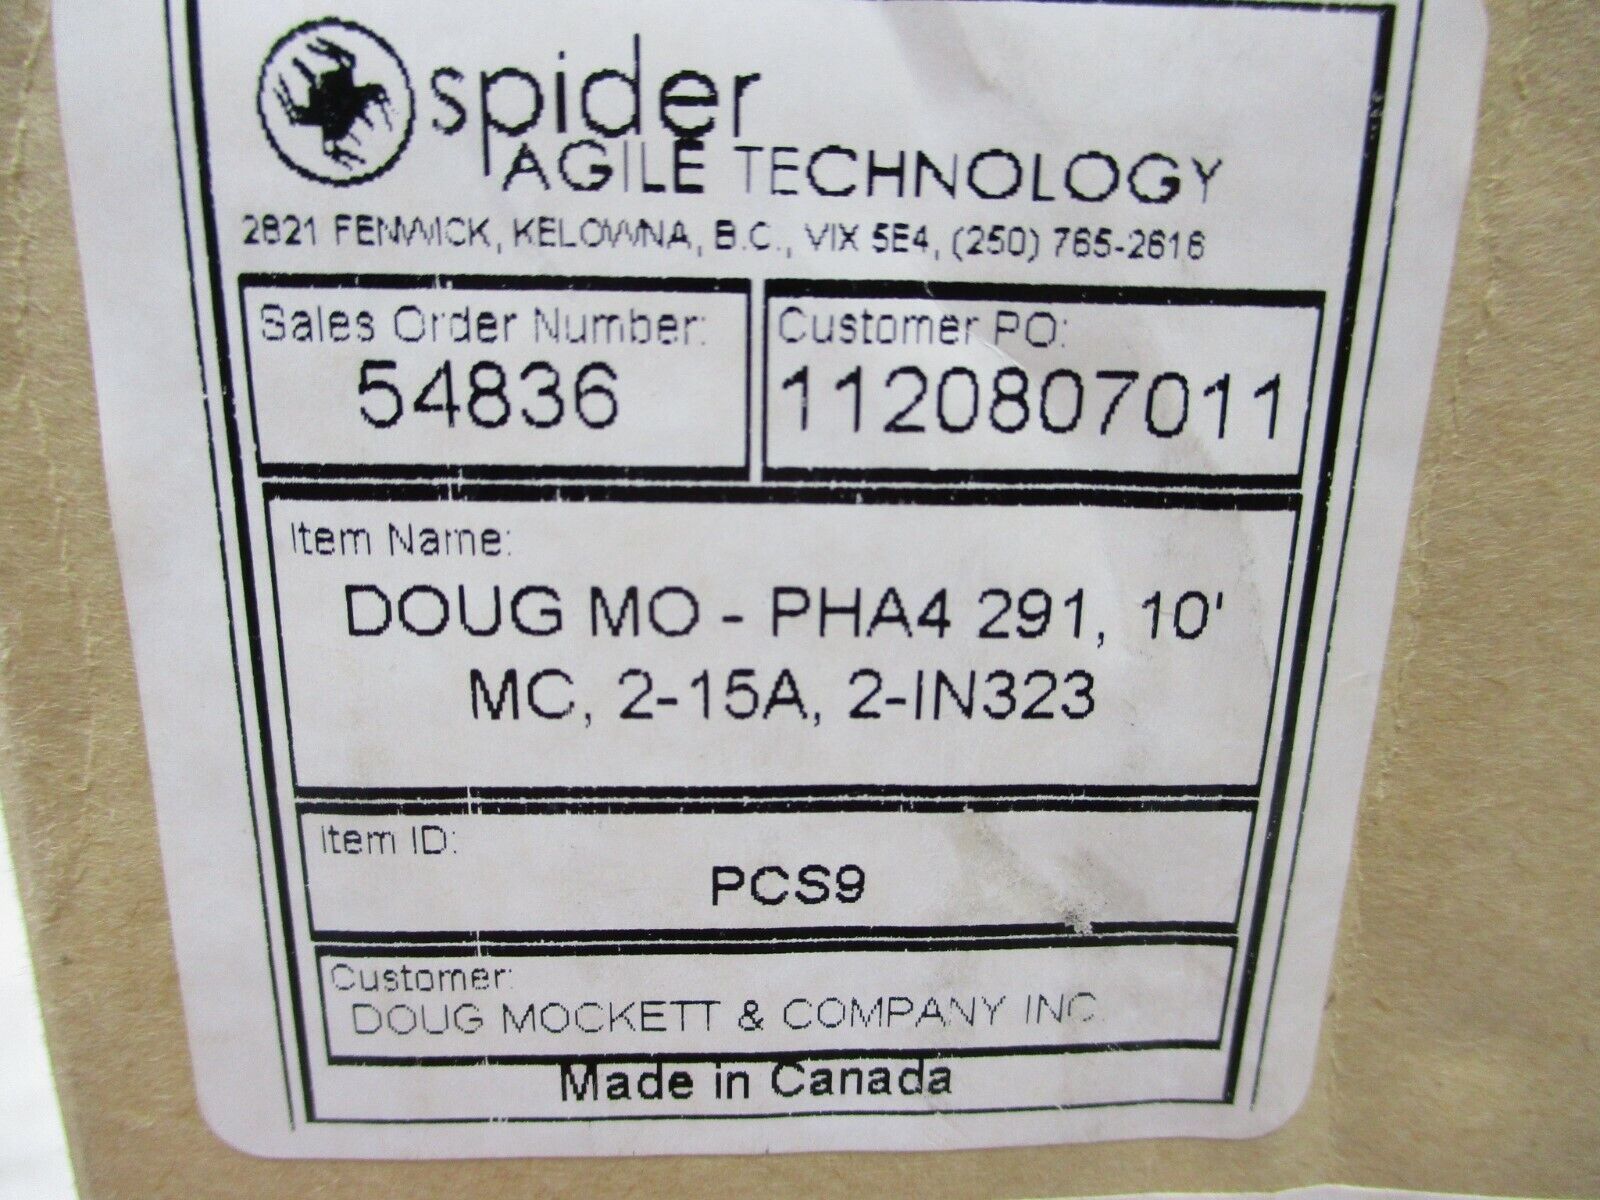 spider
AGILE TECHNOLOGY
2821 FENWICK, KELOWNA, B.C., VIX 5E4, (250) 765-2616
Sales Order Number:
54836
Customer PO:
1120807011
Item Name:
DOUG MO - PHA4 291, 10'
MC, 2-15A, 2-IN323
Item ID:
PCS9
Customer:
DOUG MOCKETT & COMPANY INC.
Made in Canada